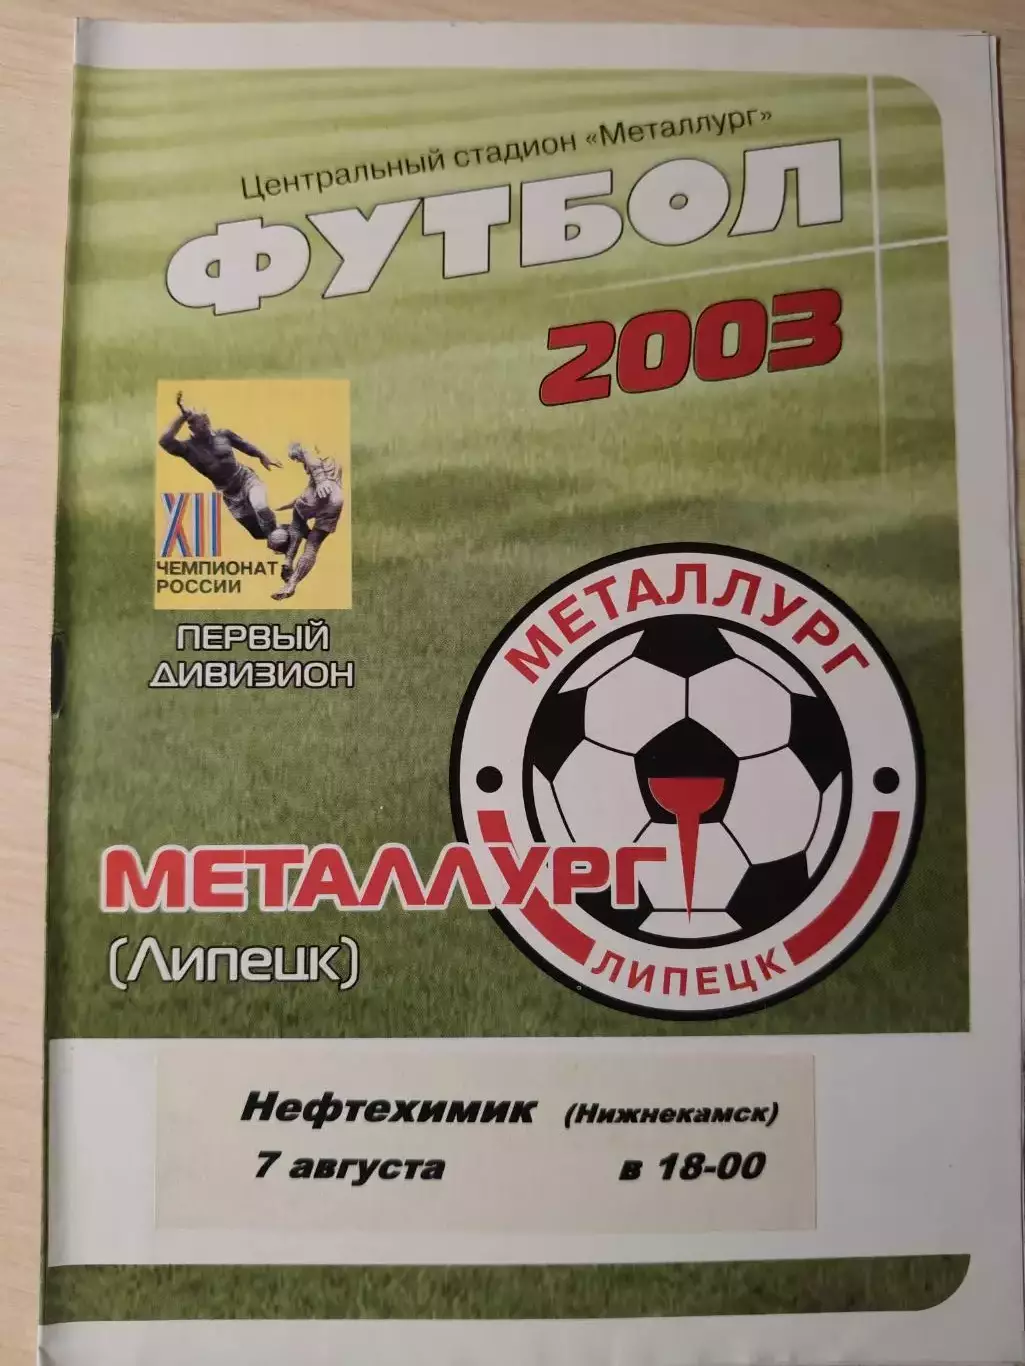 Центральный стадион «Металлург»
ФУТБОЛ
2003
XII
ЧЕМПИОНАТ
РОССИИ
ПЕРВЫЙ
ДИВИЗИОН
МЕТАЛЛУРГ
ЛИПЕЦК
МЕТАЛЛУРГ
(Липецк)
Нефтехимик (Нижнекамск)
7 августа в 18-00